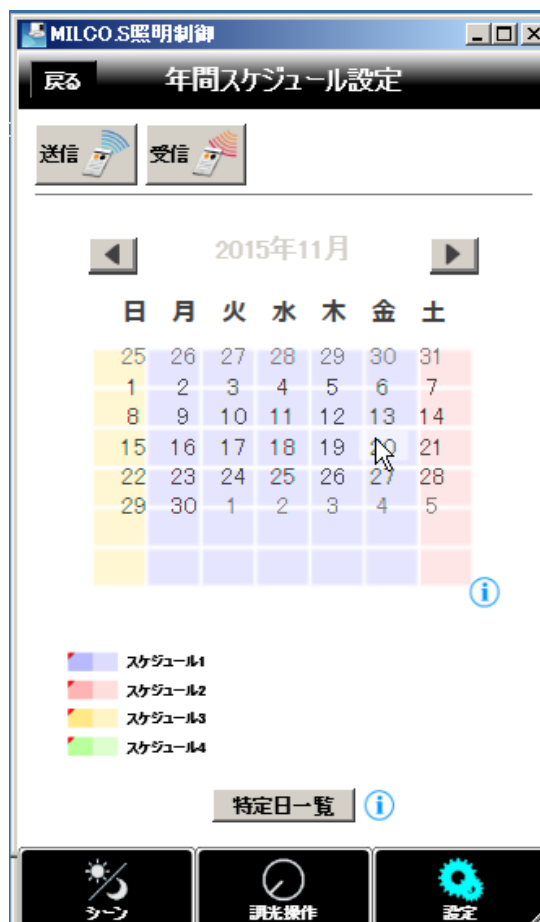 MILCO.S照明制御
戻る 年間スケジュール設定
送信 受信
2015年11月
日 月 火 水 木 金 土
25 26 27 28 29 30 31
1 2 3 4 5 6 7
8 9 10 11 12 13 14
15 16 17 18 19 20 21
22 23 24 25 26 27 28
29 30 1 2 3 4 5
スケジュール1
スケジュール2
スケジュール3
スケジュール4
特定日一覧
シーン 調光操作 設定